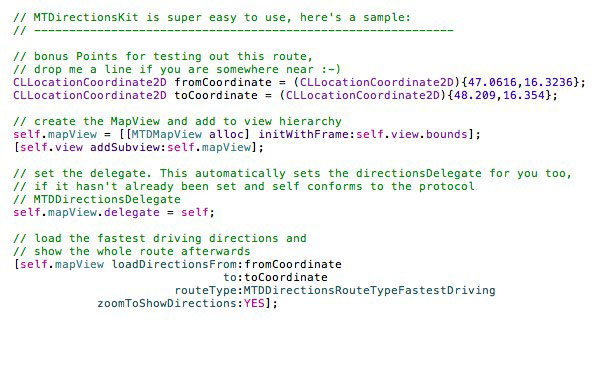 // MTDirectionsKit is super easy to use, here's a sample:
// ------------------------------------------------------------
// bonus Points for testing out this route,
// drop me a line if you are somewhere near :-)
CLLocationCoordinate2D fromCoordinate = (CLLocationCoordinate2D){47.0616,16.3236};
CLLocationCoordinate2D toCoordinate = (CLLocationCoordinate2D){48.209,16.354};
// create the MapView and add to view hierarchy
self.mapView = [[MTDMapView alloc] initWithFrame:self.view.bounds];
[self.view addSubview:self.mapView];
// set the delegate. This automatically sets the directionsDelegate for you too,
// if it hasn't already been set and self conforms to the protocol
// MTDDirectionsDelegate
self.mapView.delegate = self;
// load the fastest driving directions and
// show the whole route afterwards
[self.mapView loadDirectionsFrom:fromCoordinate
to:toCoordinate
routeType:MTDDirectionsRouteTypeFastestDriving
zoomToShowDirections:YES];